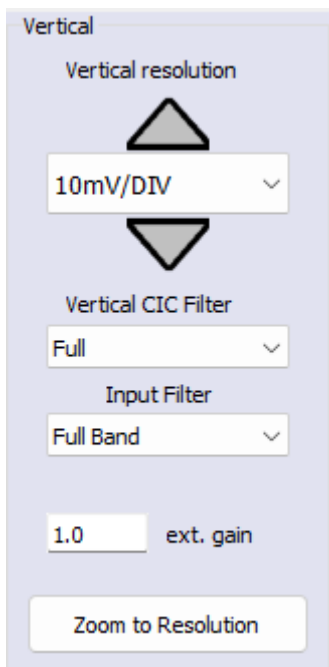 Vertical
Vertical resolution
10mV/DIV
Vertical CIC Filter
Full
Input Filter
Full Band
1.0 ext. gain
Zoom to Resolution